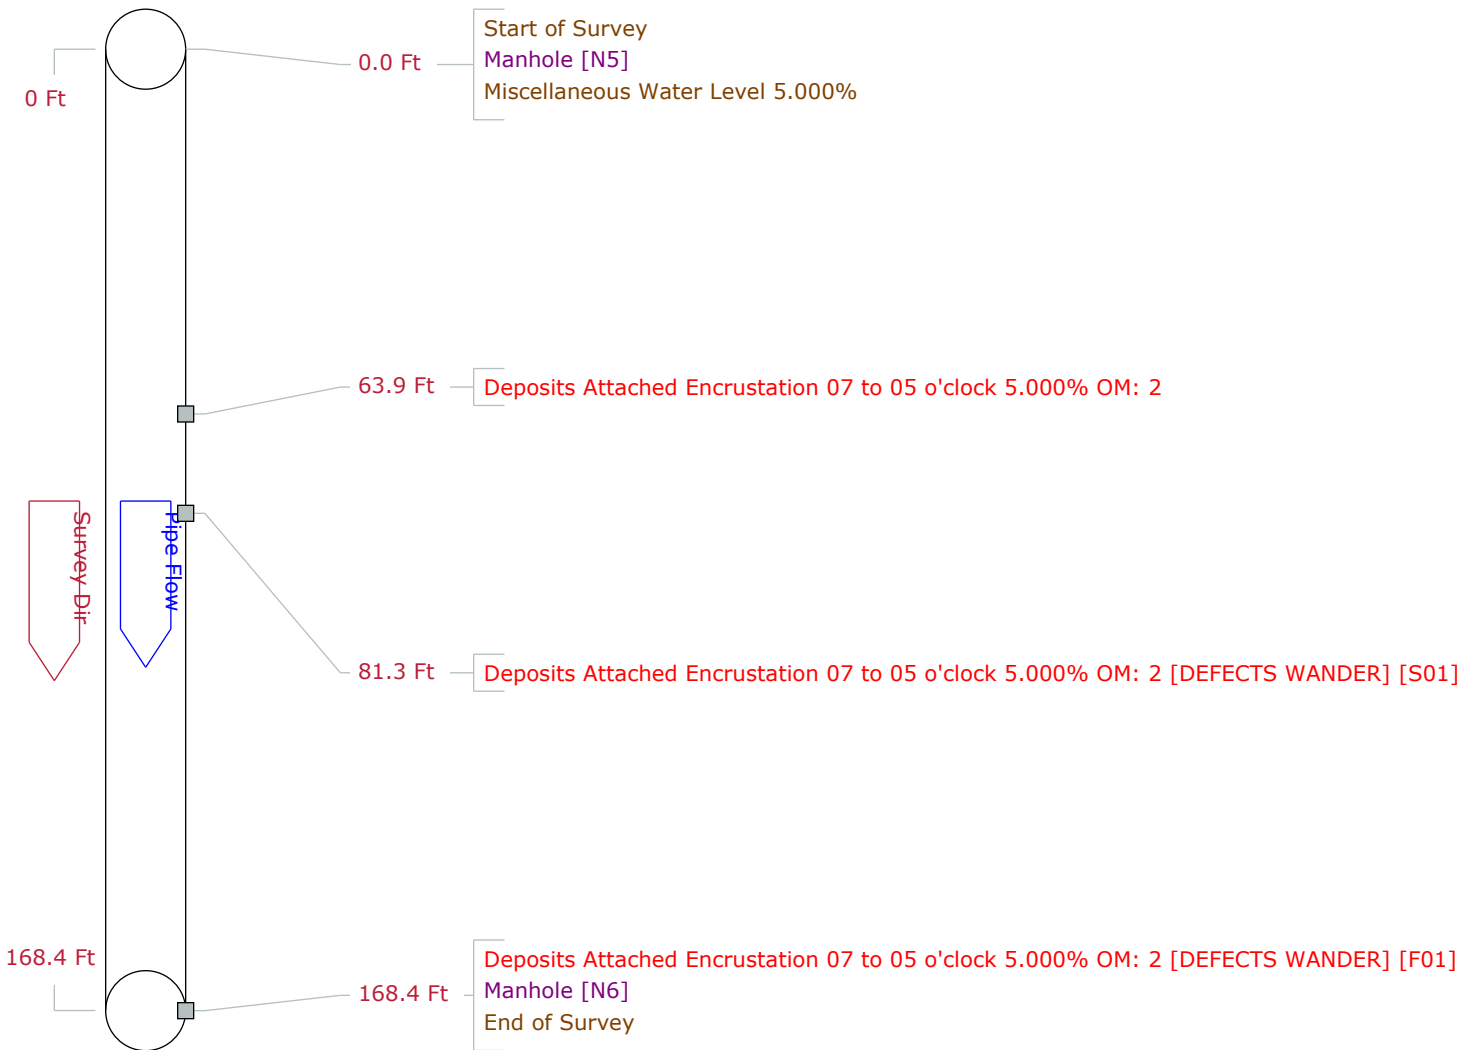 Start of Survey
0.0 Ft
Manhole [N5]
0 Ft
Miscellaneous Water Level 5.000%
63.9 Ft
Deposits Attached Encrustation 07 to 05 o'clock 5.000% OM: 2
Survey Dir
Pipe Flow
81.3 Ft
Deposits Attached Encrustation 07 to 05 o'clock 5.000% OM: 2 [DEFECTS WANDER] [S01]
168.4 Ft
Deposits Attached Encrustation 07 to 05 o'clock 5.000% OM: 2 [DEFECTS WANDER] [F01]
168.4 Ft
Manhole [N6]
End of Survey